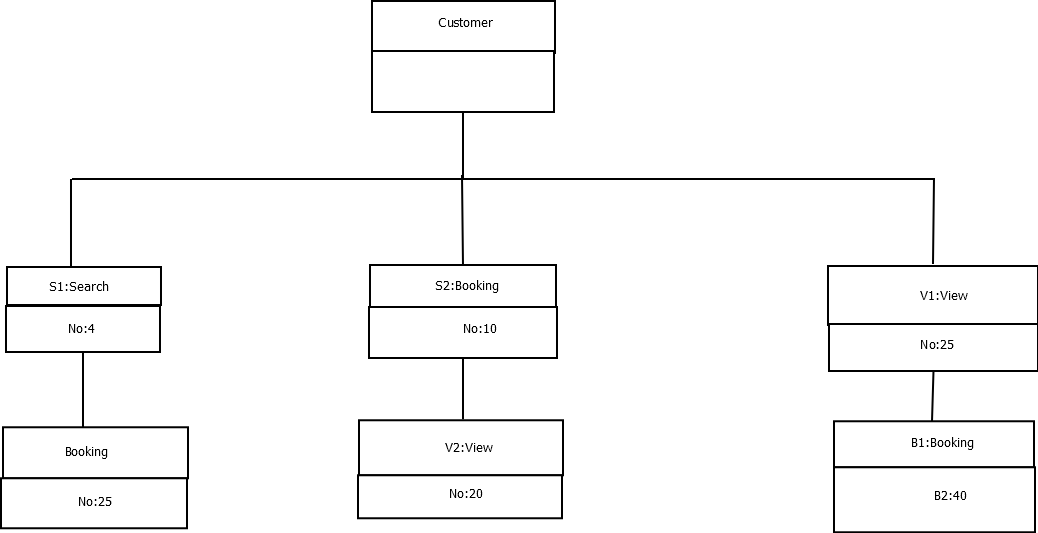 Customer
S1:Search
No:4
S2:Booking
No:10
V1:View
No:25
Booking
No:25
V2:View
No:20
B1:Booking
B2:40